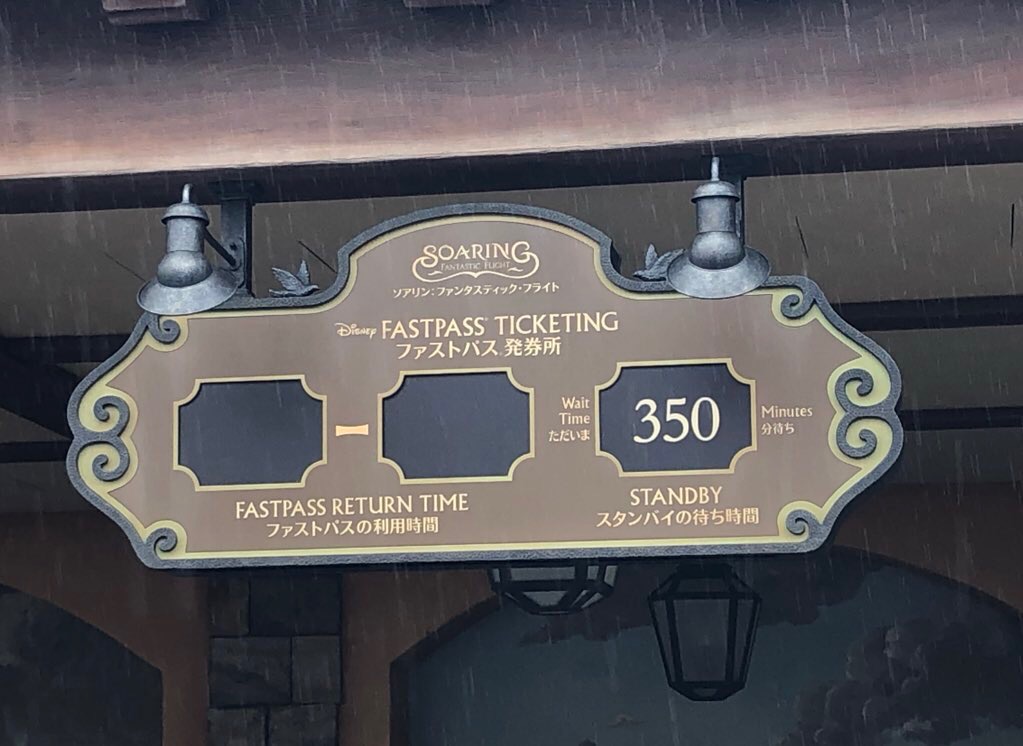 SOARING
FANTASTIC FLIGHT
ソアリン：ファンタスティック・フライト
Disney FASTPASS® TICKETING
ファストパス®発券所
Wait
Time
ただいま
350
Minutes
分待ち
FASTPASS RETURN TIME
ファストパスの利用時間
STANDBY
スタンバイの待ち時間